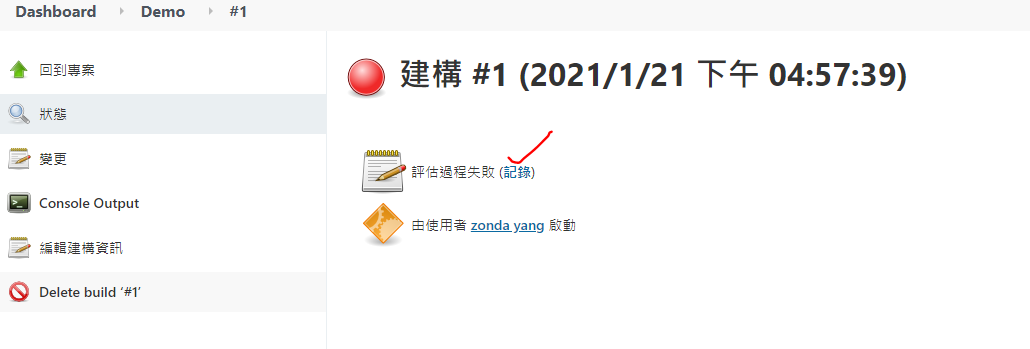 Dashboard Demo #1
回到專案
狀態
變更
Console Output
編輯建構資訊
Delete build ‘#1’
建構 #1 (2021/1/21 下午 04:57:39)
評估過程失敗 (記錄)
由使用者 zonda yang 啟動